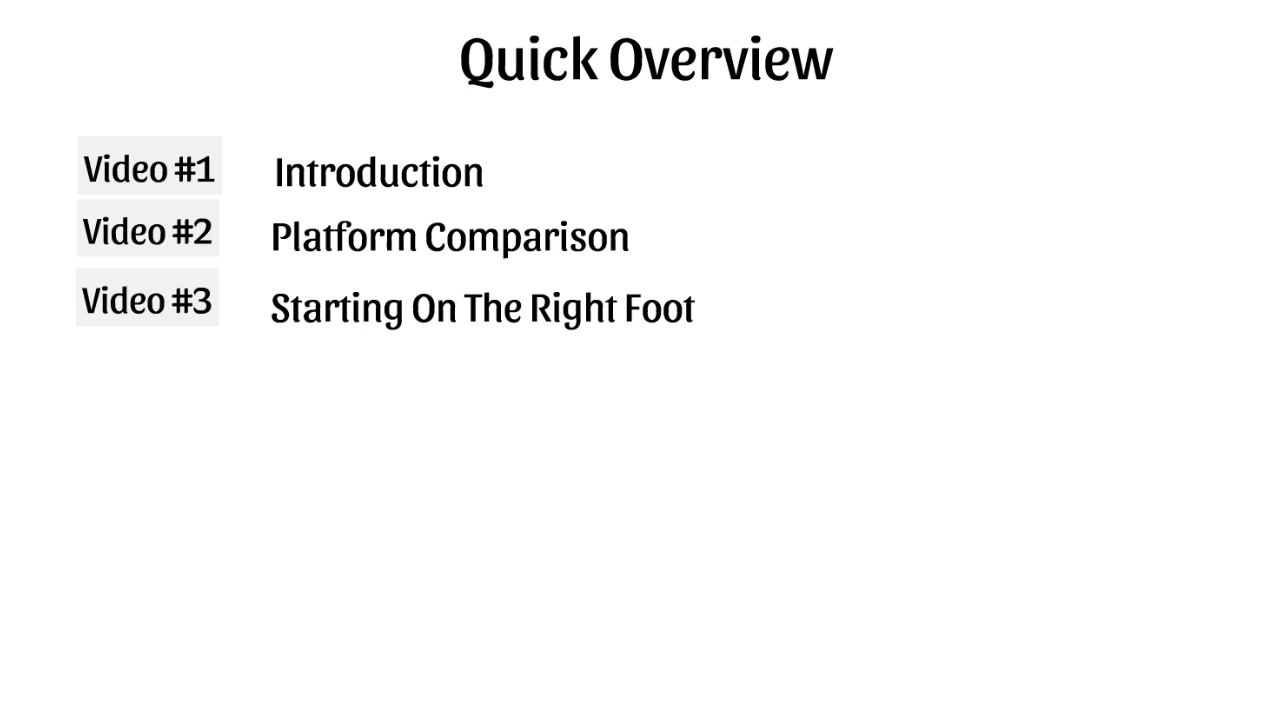 Quick Overview
Video #1 Introduction
Video #2 Platform Comparison
Video #3 Starting On The Right Foot